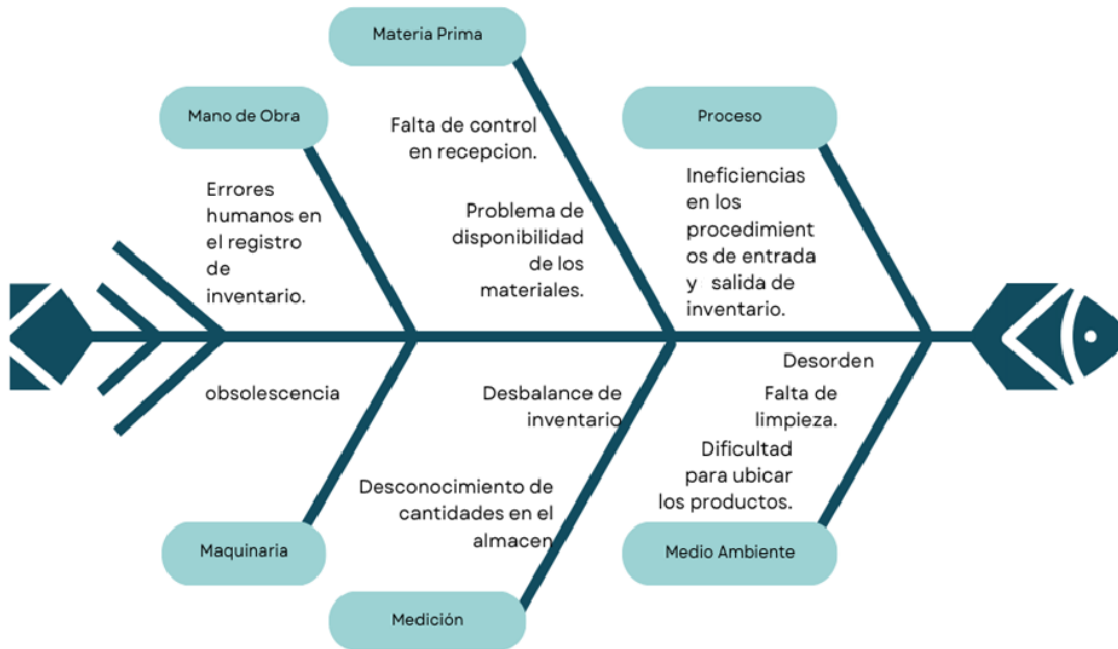 Materia Prima
Mano de Obra
Proceso
Falta de control
en recepcion.
Errores
humanos en
el registro
de
inventario.
Problema de
disponibilidad
de los
materiales.
Ineficiencias
en los
procedimient
os de entrada
y salida de
inventario.
obsolescencia
Desbalance de
inventario
Desconocimiento de
cantidades en el
almacen
Desorden
Falta de
limpieza.
Dificultad
para ubicar
los productos.
Maquinaria
Medición
Medio Ambiente